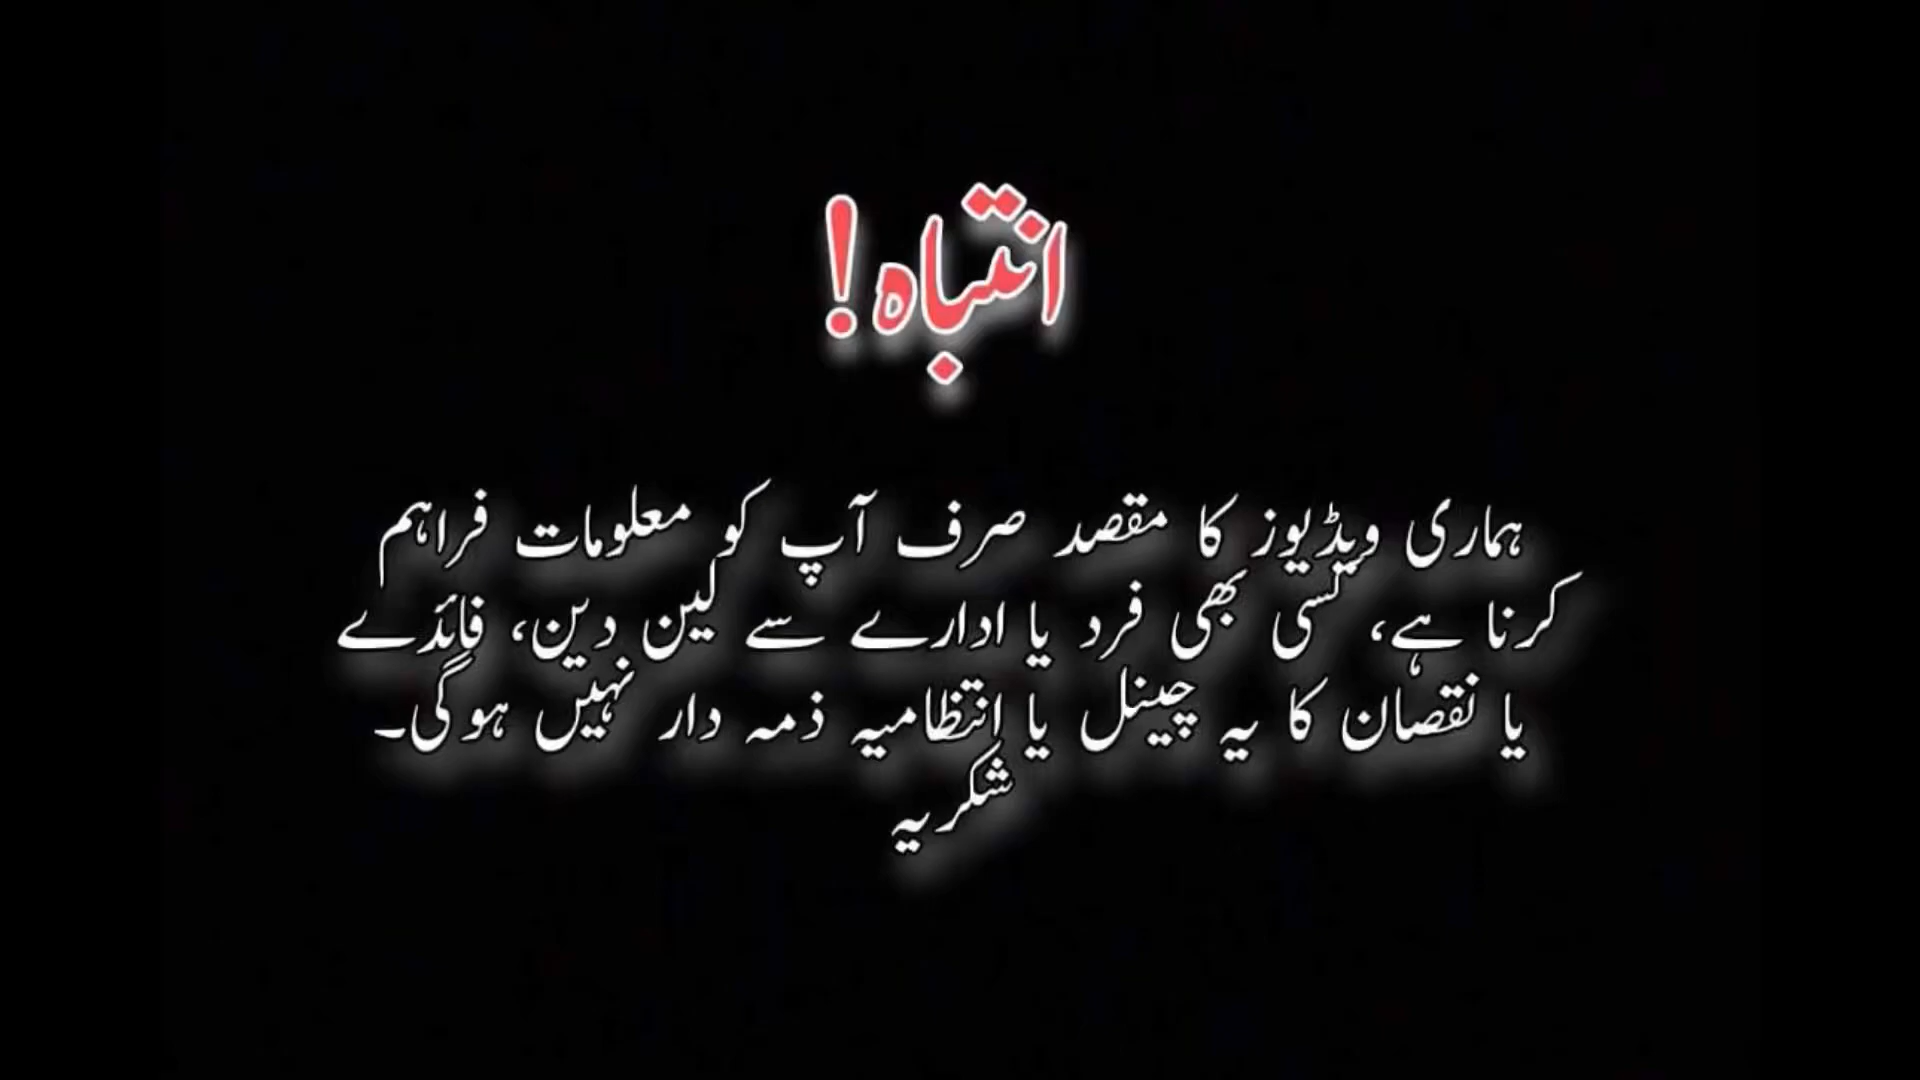 انتباہ!
ہماری ویڈیوز کا مقصد صرف آپ کو معلومات فراہم
کرنا ہے، کسی بھی فرد یا ادارے سے لین دین، فائدے
یا نقصان کا یہ چینل یا انتظامیہ ذمہ دار نہیں ہوگی۔
شکریہ